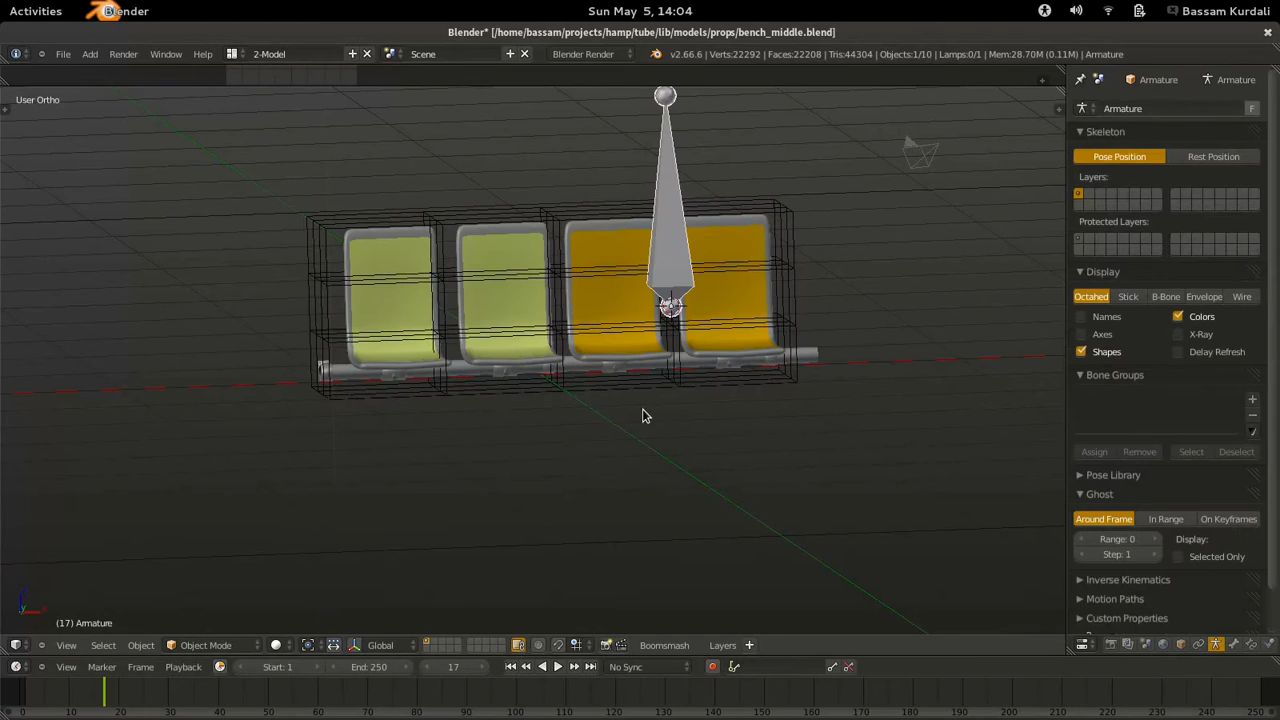 Activities
Blender
Sun May 5, 14:04
Bassam Kurdali
Blender* [/home/bassam/projects/hamp/tube/lib/models/props/bench_middle.blend]
File Add Render Window Help 2-Model Scene Blender Render v2.66.6 | Verts:22292 | Faces:22208 | Tris:44304 | Objects:1/10 | Lamps:0/1 | Mem:28.70M (0.11M) | Armature
User Ortho
Armature Armature
Armature F
Skeleton
Pose Position Rest Position
Layers:
Protected Layers:
Display
Octahed Stick B-Bone Envelope Wire
Names Colors
Axes X-Ray
Shapes Delay Refresh
Bone Groups
Assign Remove Select Deselect
Pose Library
Ghost
Around Frame In Range On Keyframes
Range: 0 Display:
Step: 1 Selected Only
Inverse Kinematics
Motion Paths
Custom Properties
(17) Armature
View Select Object Object Mode Global Boomsmash Layers
View Marker Frame Playback Start: 1 End: 250 17 No Sync
0 10 20 30 40 50 60 70 80 90 100 110 120 130 140 150 160 170 180 190 200 210 220 230 240 250